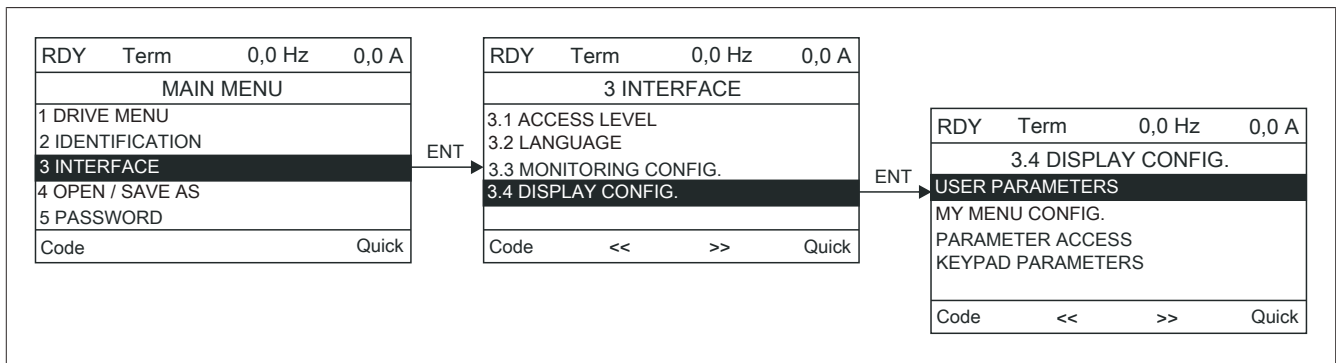 RDY Term 0,0 Hz 0,0 A
MAIN MENU
1 DRIVE MENU
2 IDENTIFICATION
3 INTERFACE
4 OPEN / SAVE AS
5 PASSWORD
Code Quick
ENT
RDY Term 0,0 Hz 0,0 A
3 INTERFACE
3.1 ACCESS LEVEL
3.2 LANGUAGE
3.3 MONITORING CONFIG.
3.4 DISPLAY CONFIG.
Code << >> Quick
ENT
RDY Term 0,0 Hz 0,0 A
3.4 DISPLAY CONFIG.
USER PARAMETERS
MY MENU CONFIG.
PARAMETER ACCESS
KEYPAD PARAMETERS
Code << >> Quick